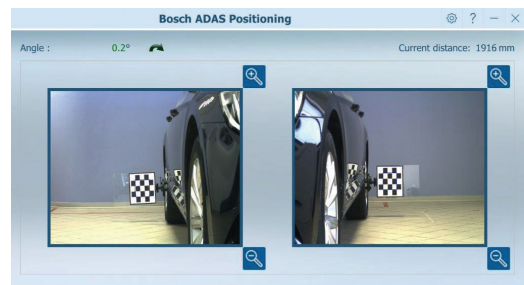 Bosch ADAS Positioning
?
Angle : 0.2° Current distance: 1916 mm